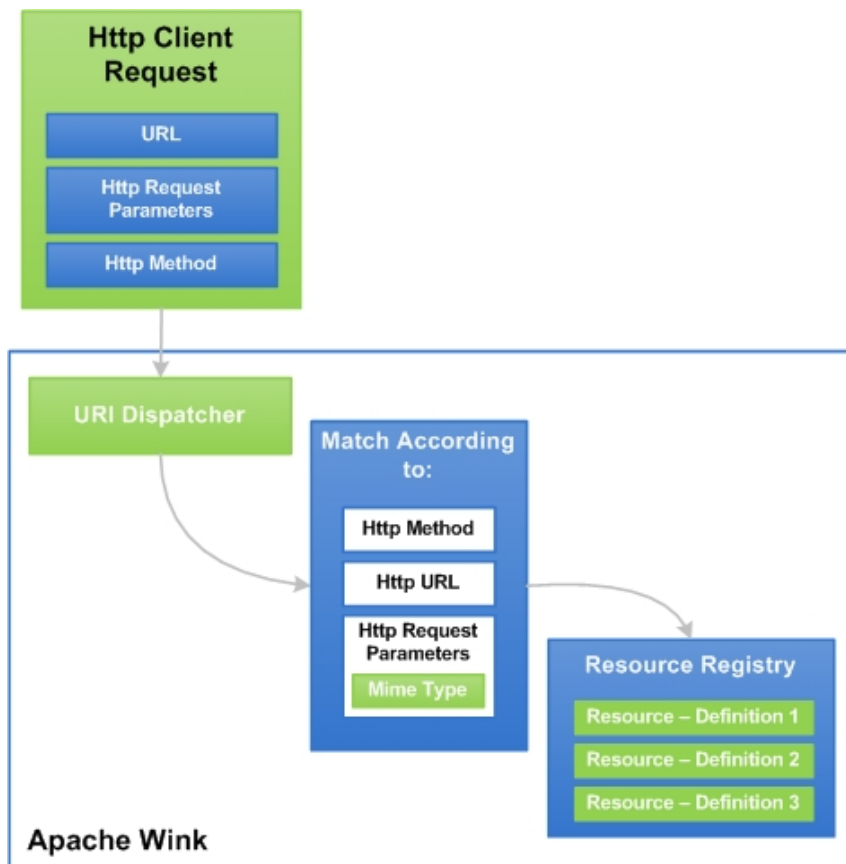 Http Client
Request
URL
Http Request
Parameters
Http Method
URI Dispatcher
Match According
to:
Http Method
Http URL
Http Request
Parameters
Mime Type
Resource Registry
Resource – Definition 1
Resource – Definition 2
Resource – Definition 3
Apache Wink